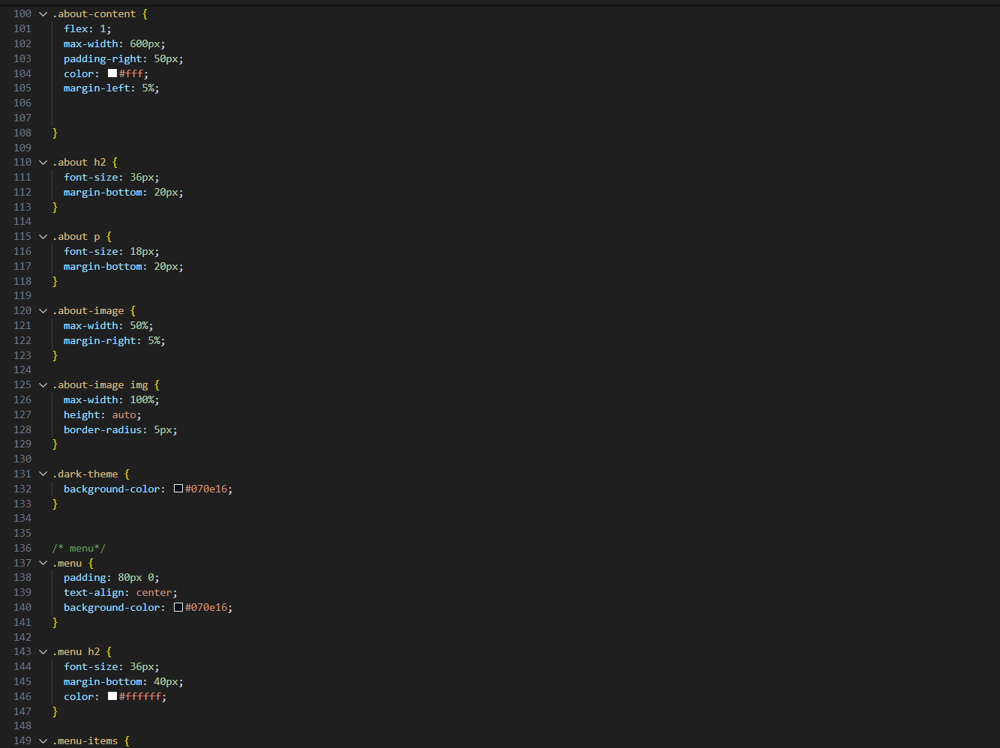 100 .about-content {
101 flex: 1;
102 max-width: 600px;
103 padding-right: 50px;
104 color: #fff;
105 margin-left: 5%;
106
107
108 }
109
110 .about h2 {
111 font-size: 36px;
112 margin-bottom: 20px;
113 }
114
115 .about p {
116 font-size: 18px;
117 margin-bottom: 20px;
118 }
119
120 .about-image {
121 max-width: 50%;
122 margin-right: 5%;
123 }
124
125 .about-image img {
126 max-width: 100%;
127 height: auto;
128 border-radius: 5px;
129 }
130
131 .dark-theme {
132 background-color: #070e16;
133 }
134
135
136 /* menu*/
137 .menu {
138 padding: 80px 0;
139 text-align: center;
140 background-color: #070e16;
141 }
142
143 .menu h2 {
144 font-size: 36px;
145 margin-bottom: 40px;
146 color: #ffffff;
147 }
148
149 .menu-items {